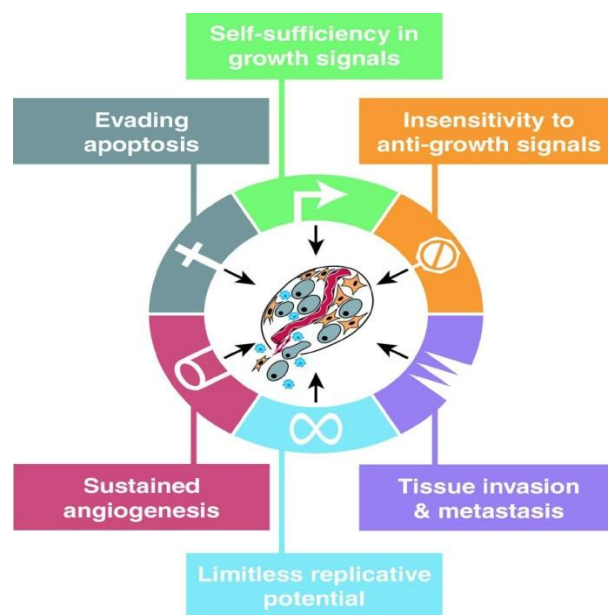 Self-sufficiency in
growth signals
Evading
apoptosis
Insensitivity to
anti-growth signals
Sustained
angiogenesis
Tissue invasion
& metastasis
Limitless replicative
potential